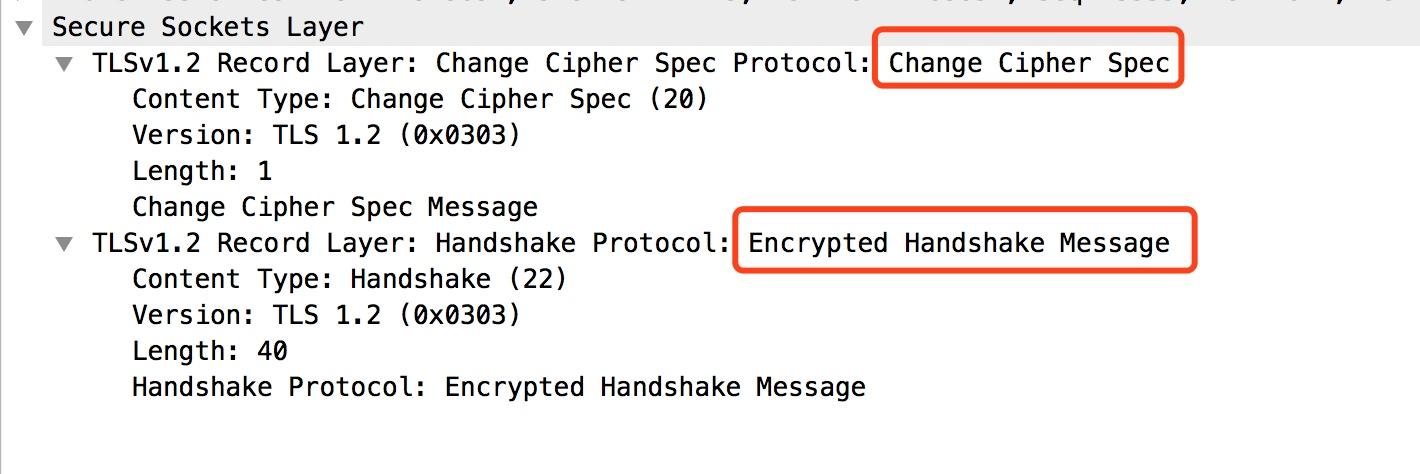 Secure Sockets Layer
TLSv1.2 Record Layer: Change Cipher Spec Protocol: Change Cipher Spec
Content Type: Change Cipher Spec (20)
Version: TLS 1.2 (0x0303)
Length: 1
Change Cipher Spec Message
TLSv1.2 Record Layer: Handshake Protocol: Encrypted Handshake Message
Content Type: Handshake (22)
Version: TLS 1.2 (0x0303)
Length: 40
Handshake Protocol: Encrypted Handshake Message